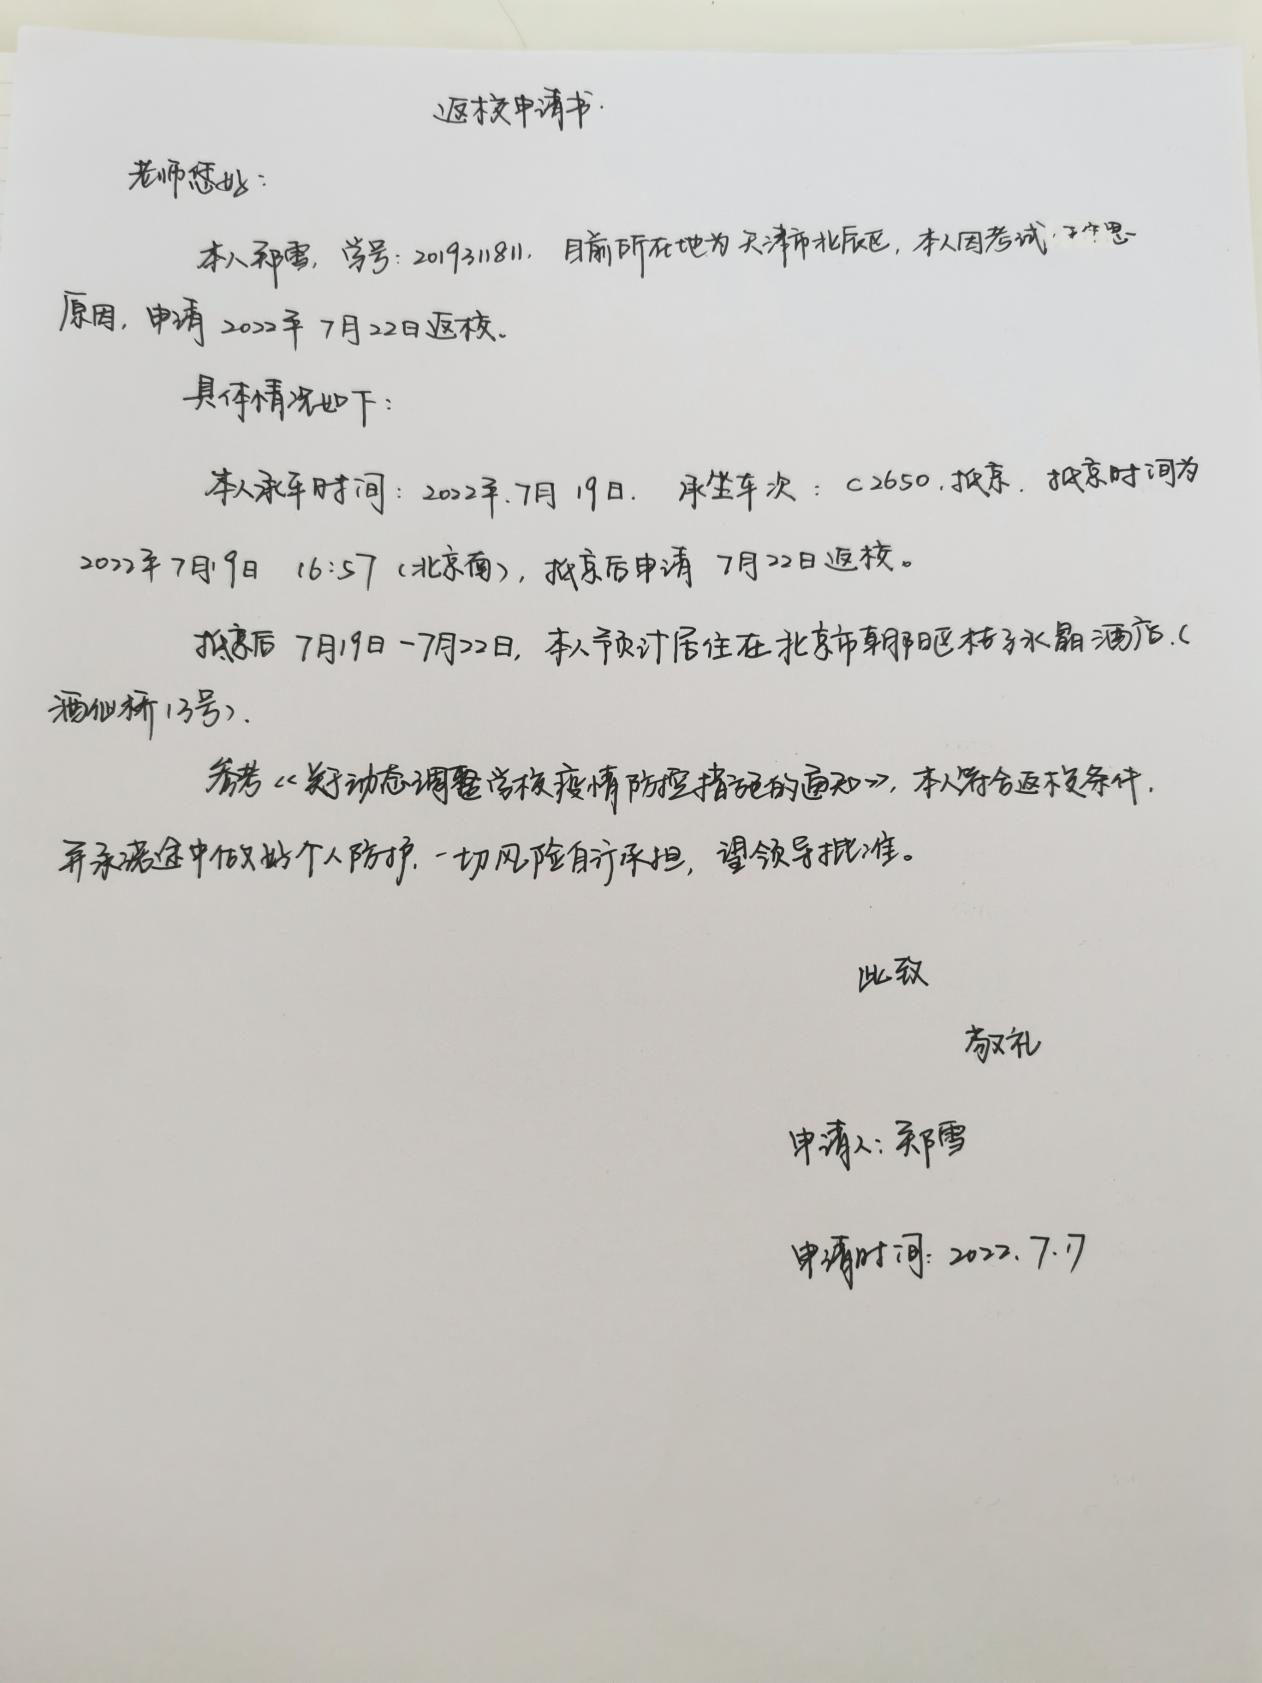 返校申请书.
老师您好:
本人郑雪, 学号: 2019311811. 目前所在地为天津市北辰区, 本人因考试
原因, 申请 2022年 7月22日返校。
具体情况如下:
本人乘车时间: 2022年.7月 19日. 乘坐车次: C2650.抵京. 抵京时间为
2022年7月19日 16:57 (北京南), 抵京后申请 7月22日返校。
抵京后 7月19日-7月22日, 本人预计居住在北京市朝阳区桔子水晶酒店.(
酒仙桥13号).
参考《关于动态调整学校疫情防控措施的通知》, 本人符合返校条件.
并承诺途中做好个人防护. 一切风险自行承担, 望领导批准。
此致
敬礼
申请人: 郑雪
申请时间: 2022.7.17